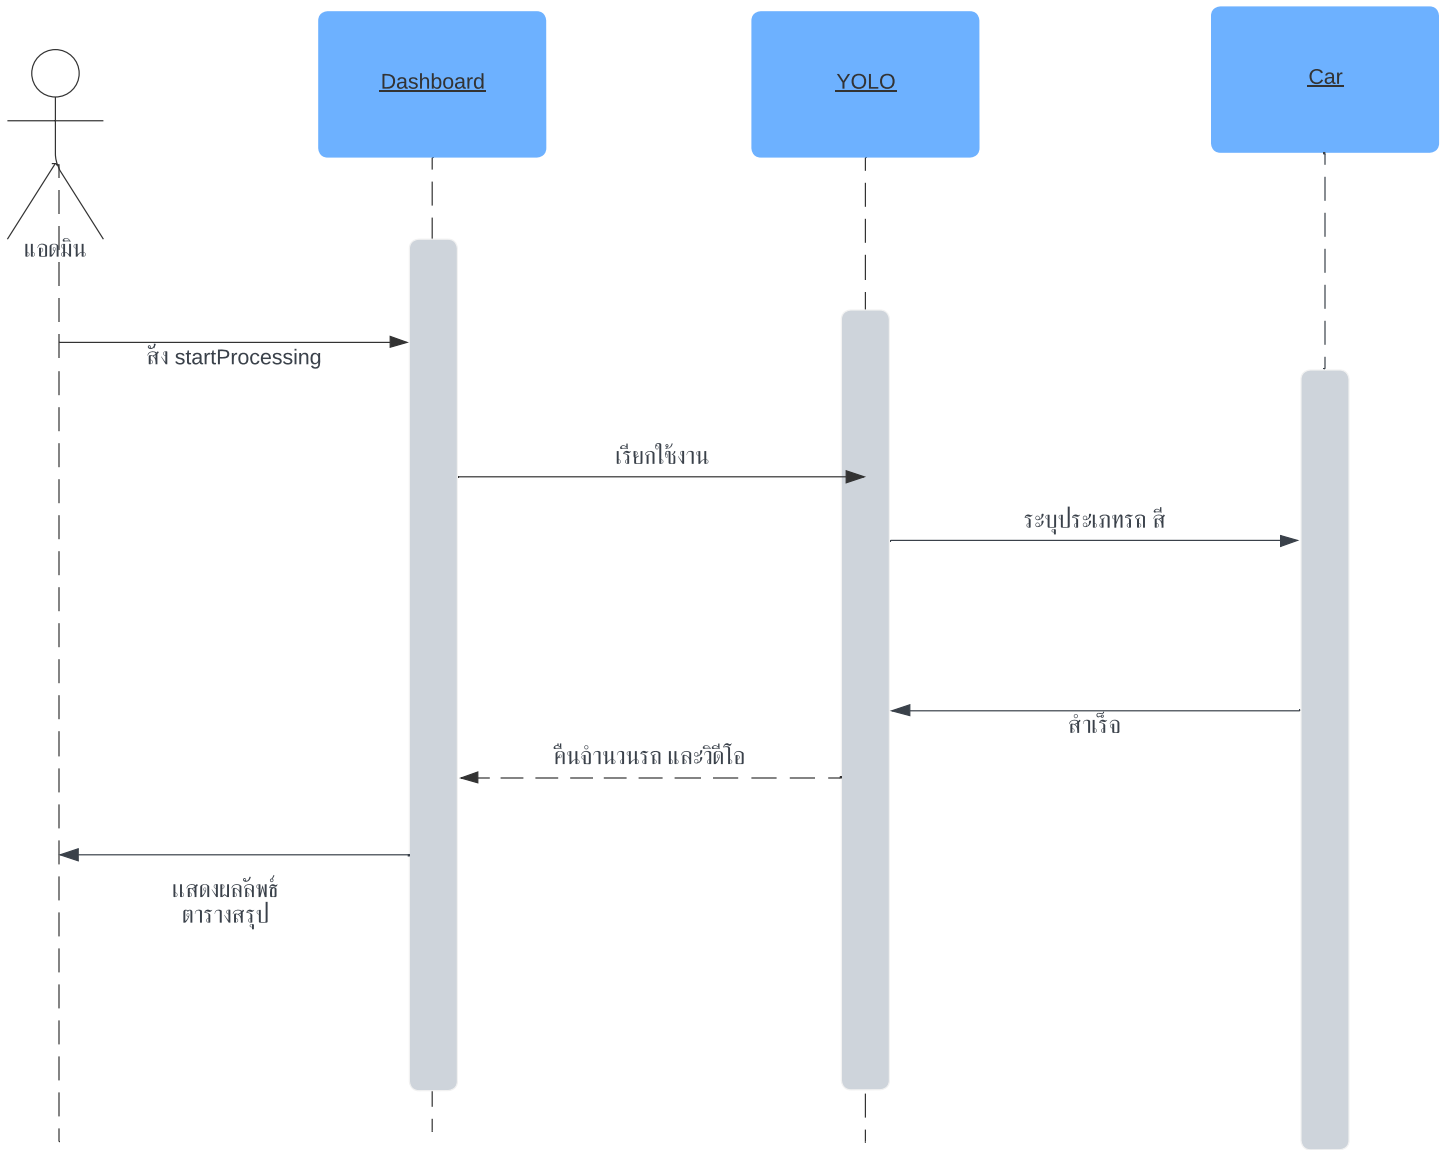 Dashboard
YOLO
Car
แอดมิน
สั่ง startProcessing
เรียกใช้งาน
ระบุประเภทรถ สี
สำเร็จ
คืนจำนวนรถ และวิดีโอ
แสดงผลลัพธ์
ตารางสรุป